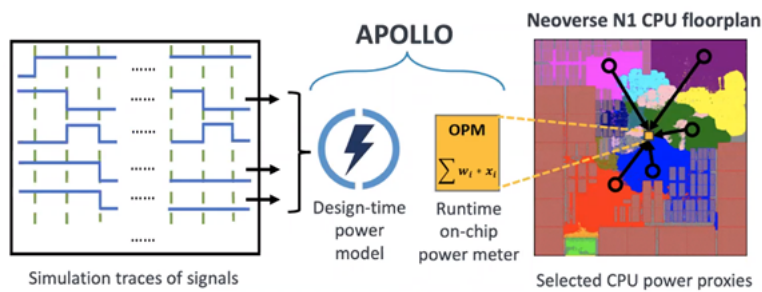 APOLLO
Neoverse N1 CPU floorplan
......
......
......
......
......
......
OPM
∑ wᵢ * xᵢ
Design-time
power
model
Runtime
on-chip
power meter
Simulation traces of signals
Selected CPU power proxies